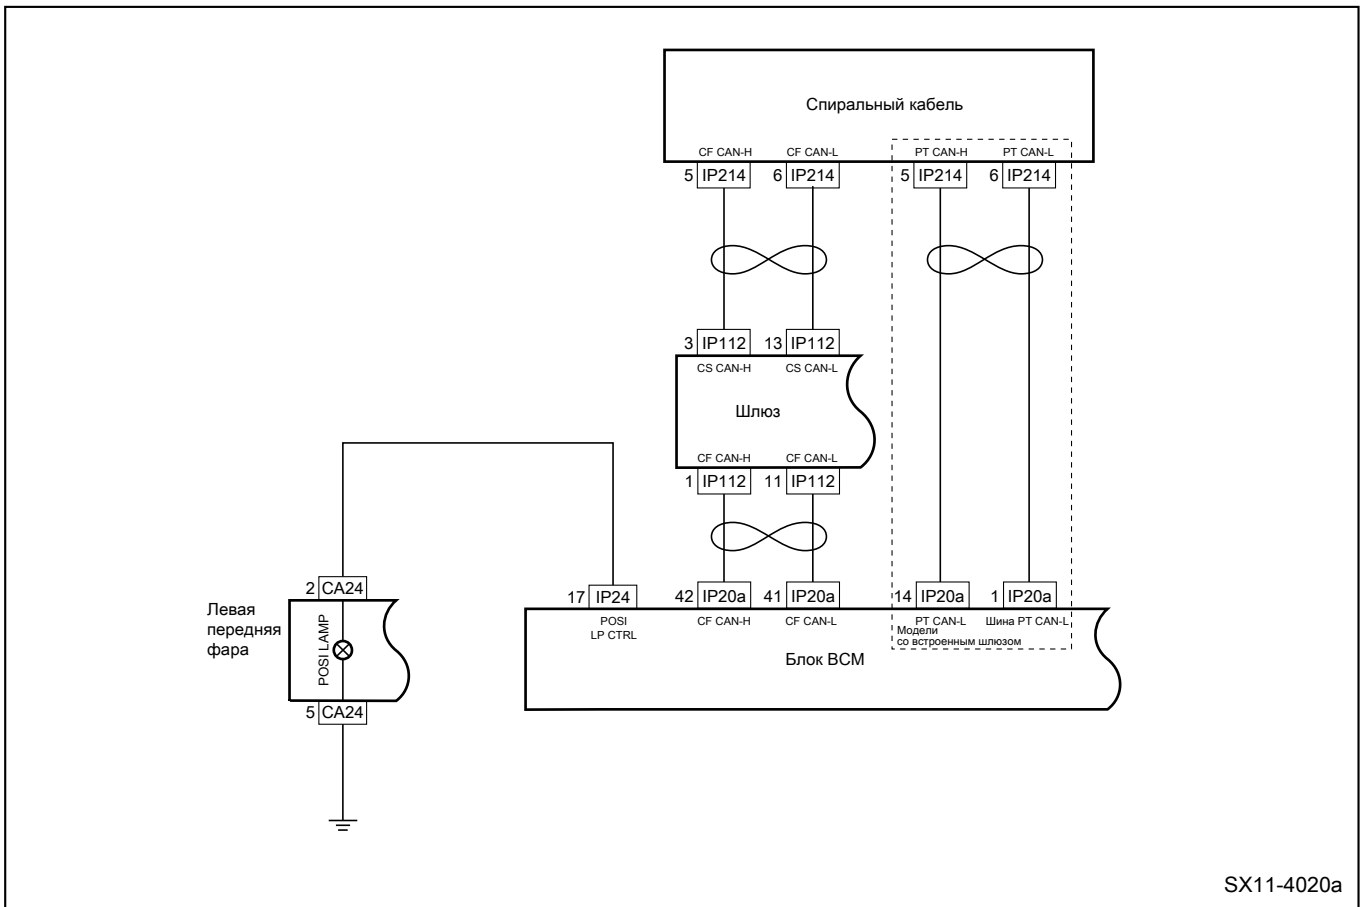 Спиральный кабель
CF CAN-H CF CAN-L PT CAN-H PT CAN-L
5 IP214 6 IP214 5 IP214 6 IP214
3 IP112 13 IP112
CS CAN-H CS CAN-L
Шлюз
CF CAN-H CF CAN-L
1 IP112 11 IP112
2 CA24
17 IP24 42 IP20a 41 IP20a 14 IP20a 1 IP20a
POSI
LP CTRL
CF CAN-H CF CAN-L PT CAN-L Шина PT CAN-L
Модели
со встроенным шлюзом
Левая
передняя
фара
POSI LAMP
Блок BCM
5 CA24
SX11-4020a